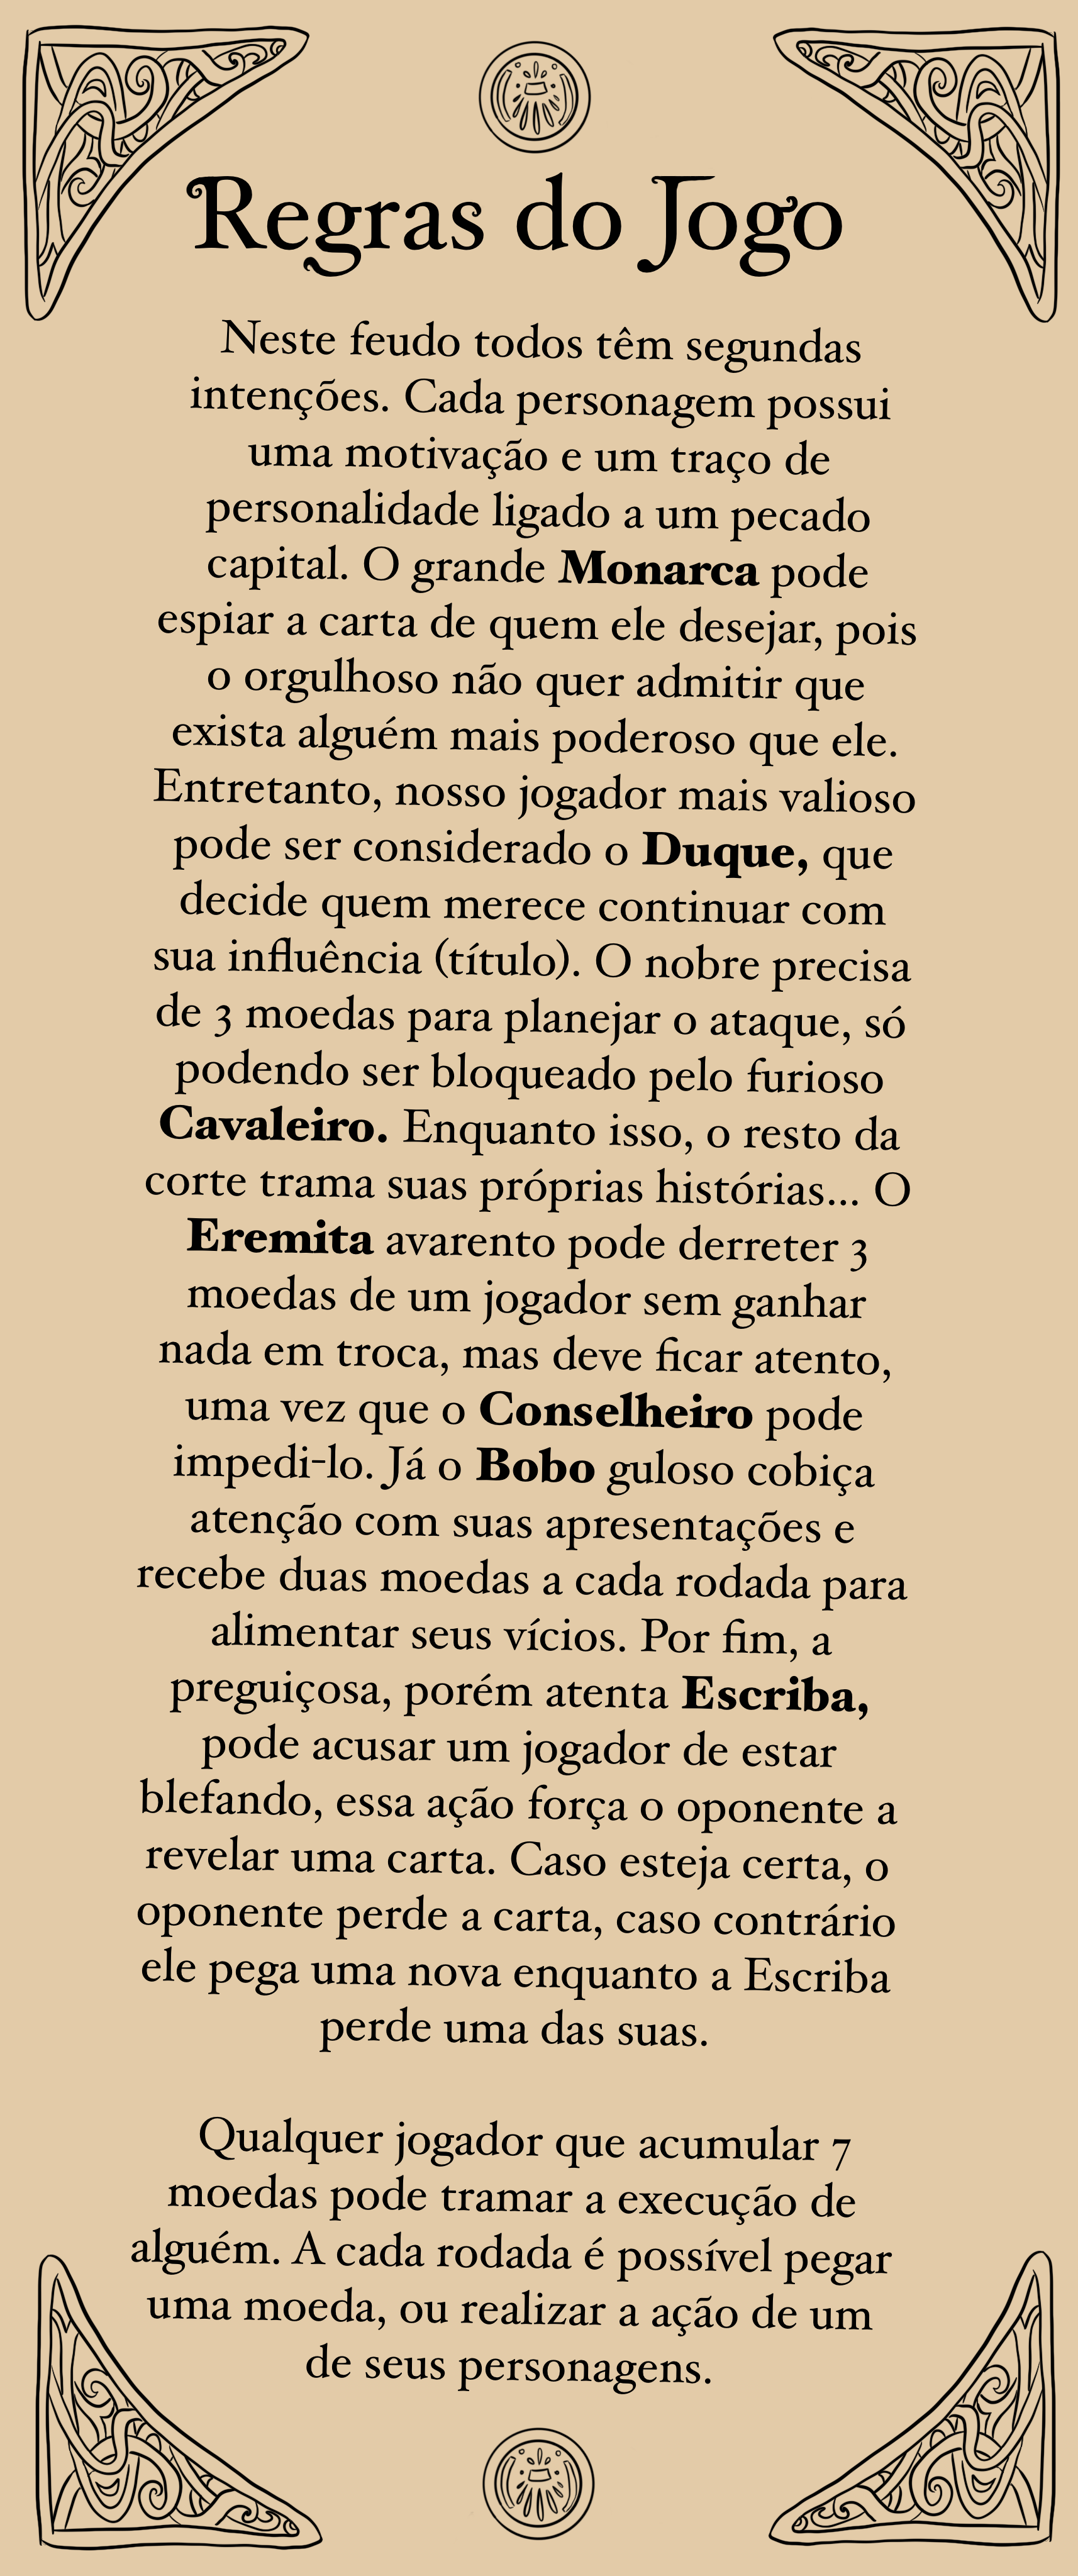 Regras do Jogo
Neste feudo todos têm segundas
intenções. Cada personagem possui
uma motivação e um traço de
personalidade ligado a um pecado
capital. O grande Monarca pode
espiar a carta de quem ele desejar, pois
o orgulhoso não quer admitir que
exista alguém mais poderoso que ele.
Entretanto, nosso jogador mais valioso
pode ser considerado o Duque, que
decide quem merece continuar com
sua influência (título). O nobre precisa
de 3 moedas para planejar o ataque, só
podendo ser bloqueado pelo furioso
Cavaleiro. Enquanto isso, o resto da
corte trama suas próprias histórias... O
Eremita avarento pode derreter 3
moedas de um jogador sem ganhar
nada em troca, mas deve ficar atento,
uma vez que o Conselheiro pode
impedi-lo. Já o Bobo guloso cobiça
atenção com suas apresentações e
recebe duas moedas a cada rodada para
alimentar seus vícios. Por fim, a
preguiçosa, porém atenta Escriba,
pode acusar um jogador de estar
blefando, essa ação força o oponente a
revelar uma carta. Caso esteja certa, o
oponente perde a carta, caso contrário
ele pega uma nova enquanto a Escriba
perde uma das suas.
Qualquer jogador que acumular 7
moedas pode tramar a execução de
alguém. A cada rodada é possível pegar
uma moeda, ou realizar a ação de um
de seus personagens.